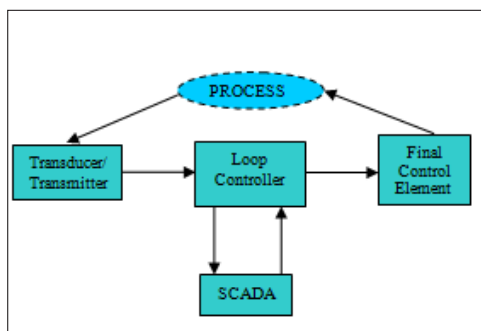 PROCESS
Transducer/
Transmitter
Loop
Controller
Final
Control
Element
SCADA